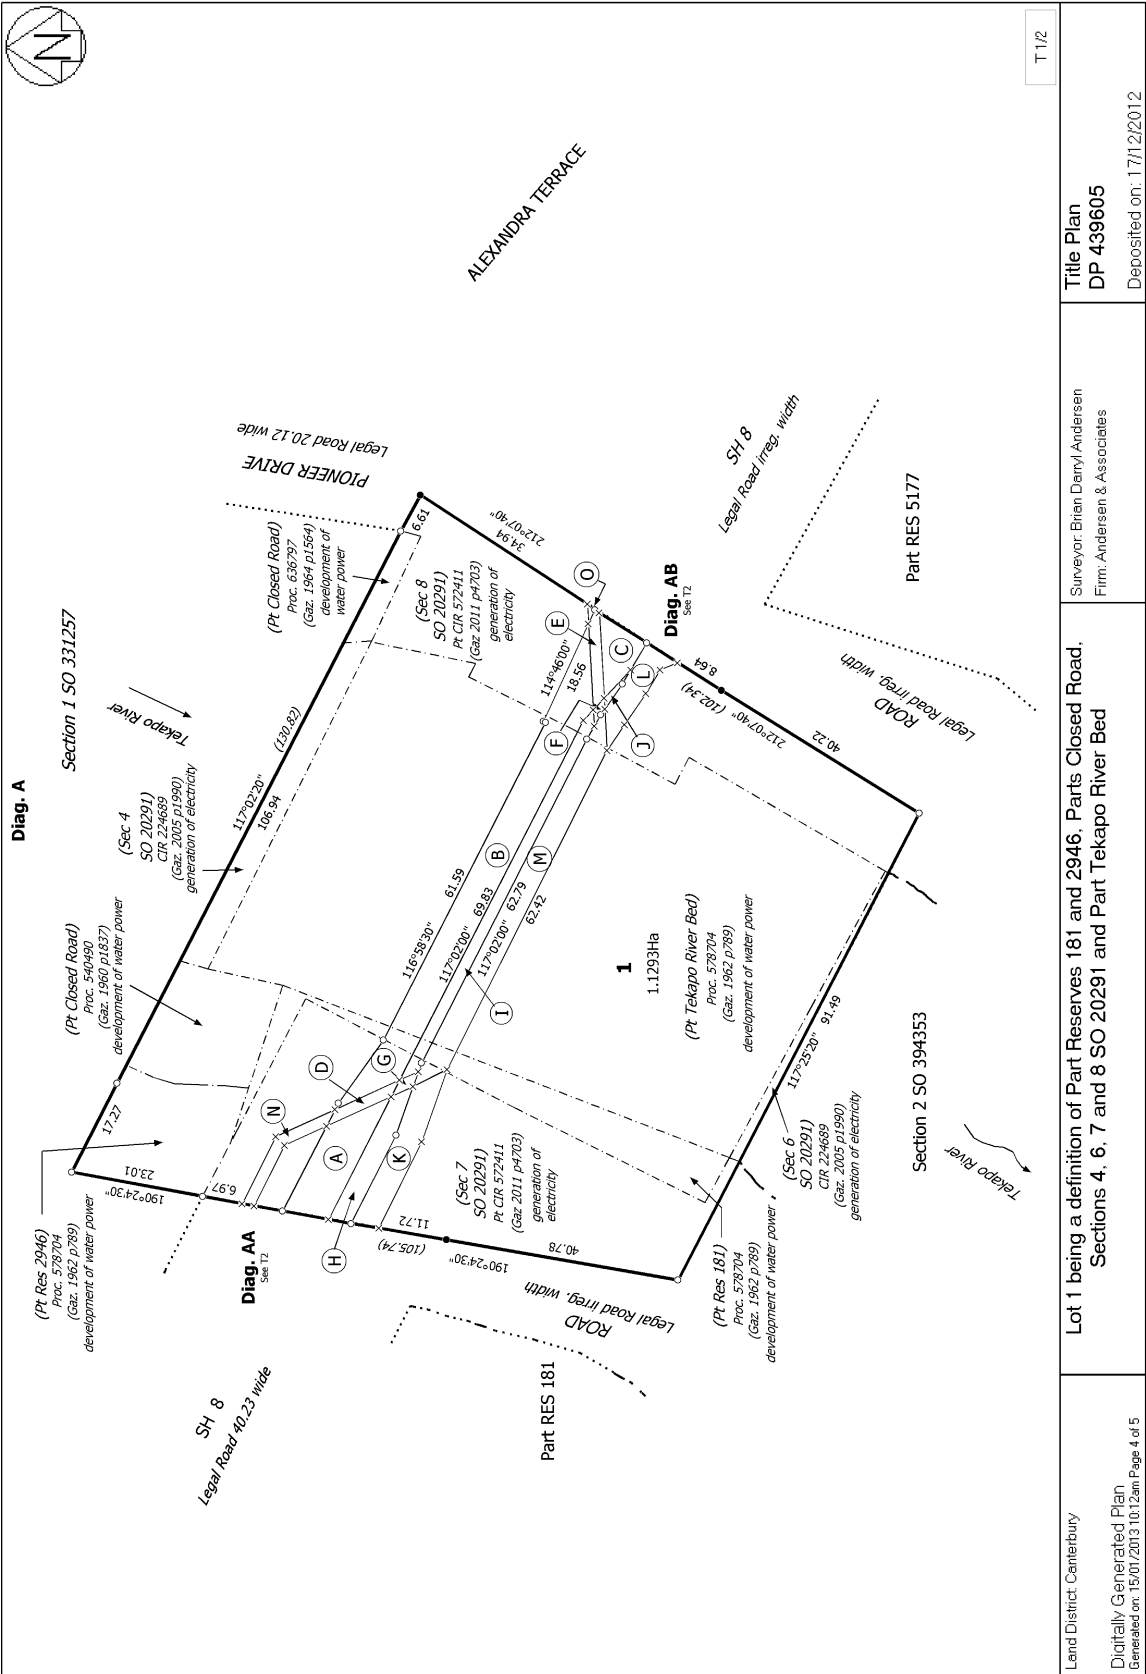 N
Diag. A
Section 1 SO 331257
Tekapo River
ALEXANDRA TERRACE
(Pt Res 2946)
Proc. 578704
(Gaz. 1962 p789)
development of water power
(Pt Closed Road)
Proc. 540490
(Gaz. 1960 p1837)
development of water power
(Sec 4
SO 20291)
CIR 224689
(Gaz. 2005 p1990)
generation of electricity
(Pt Closed Road)
Proc. 636797
(Gaz. 1964 p1564)
development of
water power
PIONEER DRIVE
Legal Road 20.12 wide
17.27
117°02'20"
106.94
(130.82)
6.61
212°07'40"
34.94
190°24'30"
23.01
6.97
(Sec 8
SO 20291)
Pt CIR 572411
(Gaz 2011 p4703)
generation of
electricity
SH 8
Legal Road irreg. width
SH 8
Legal Road 40.23 wide
Diag. AA
See T2
Diag. AB
See T2
N
D
G
A
K
H
I
B
M
F
E
O
C
L
J
116°58'30"
61.59
114°46'00"
18.56
117°02'00"
69.83
117°02'00"
62.79
62.42
11.72
(105.74)
190°24'30"
40.78
8.64
(102.34)
212°07'40"
40.22
(Sec 7
SO 20291)
Pt CIR 572411
(Gaz 2011 p4703)
generation of
electricity
1
1.1293Ha
(Pt Tekapo River Bed)
Proc. 578704
(Gaz. 1962 p789)
development of water power
ROAD
Legal Road irreg. width
ROAD
Legal Road irreg. width
Part RES 181
Part RES 5177
(Pt Res 181)
Proc. 578704
(Gaz. 1962 p789)
development of water power
(Sec 6
SO 20291)
CIR 224689
(Gaz. 2005 p1990)
generation of electricity
117°25'20"
91.49
Section 2 SO 394353
Tekapo River
T 1/2
Land District: Canterbury
Digitally Generated Plan
Generated on: 15/01/2013 10:12am Page 4 of 5
Lot 1 being a definition of Part Reserves 181 and 2946, Parts Closed Road,
Sections 4, 6, 7 and 8 SO 20291 and Part Tekapo River Bed
Surveyor: Brian Darryl Andersen
Firm: Andersen & Associates
Title Plan
DP 439605
Deposited on: 17/12/2012